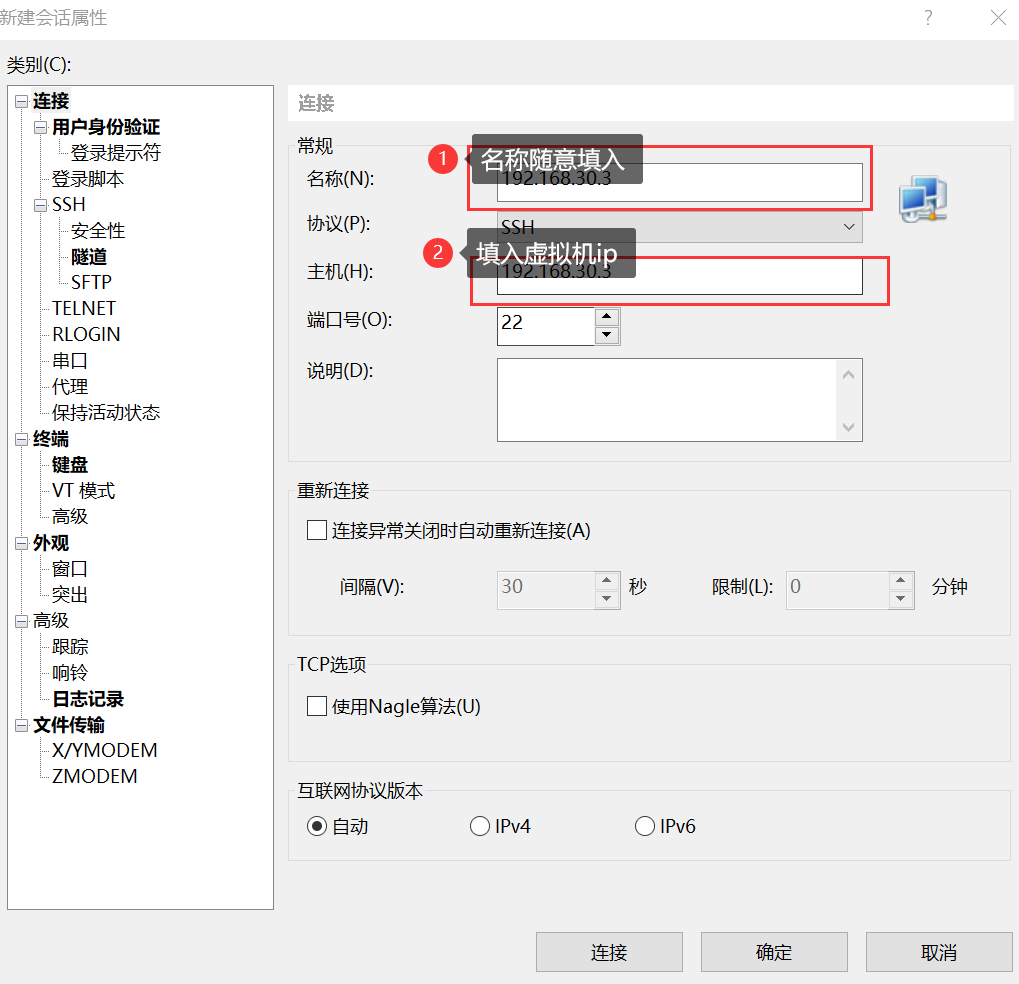 新建会话属性
类别(C):
连接
用户身份验证
登录提示符
登录脚本
SSH
安全性
隧道
SFTP
TELNET
RLOGIN
串口
代理
保持活动状态
终端
键盘
VT 模式
高级
外观
窗口
突出
高级
跟踪
响铃
日志记录
文件传输
X/YMODEM
ZMODEM
连接
常规
1 名称随意填入
名称(N): 192.168.30.3
协议(P): SSH
2 填入虚拟机ip
主机(H): 192.168.30.3
端口号(O): 22
说明(D):
重新连接
连接异常关闭时自动重新连接(A)
间隔(V): 30 秒 限制(L): 0 分钟
TCP选项
使用Nagle算法(U)
互联网协议版本
自动 IPv4 IPv6
连接 确定 取消